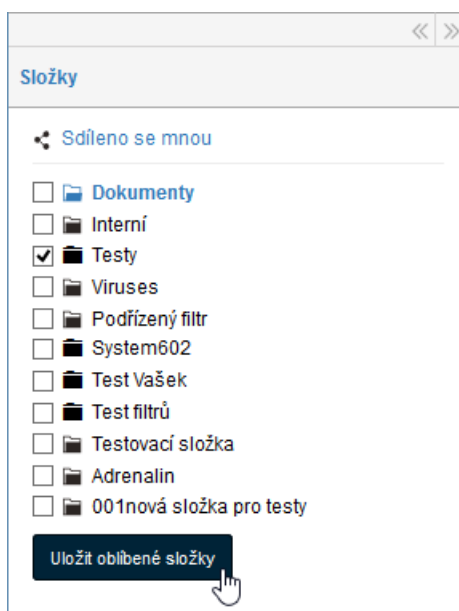 Složky
Sdíleno se mnou
Dokumenty
Interní
Testy
Viruses
Podřízený filtr
System602
Test Vašek
Test filtrů
Testovací složka
Adrenalin
001nová složka pro testy
Uložit oblíbené složky